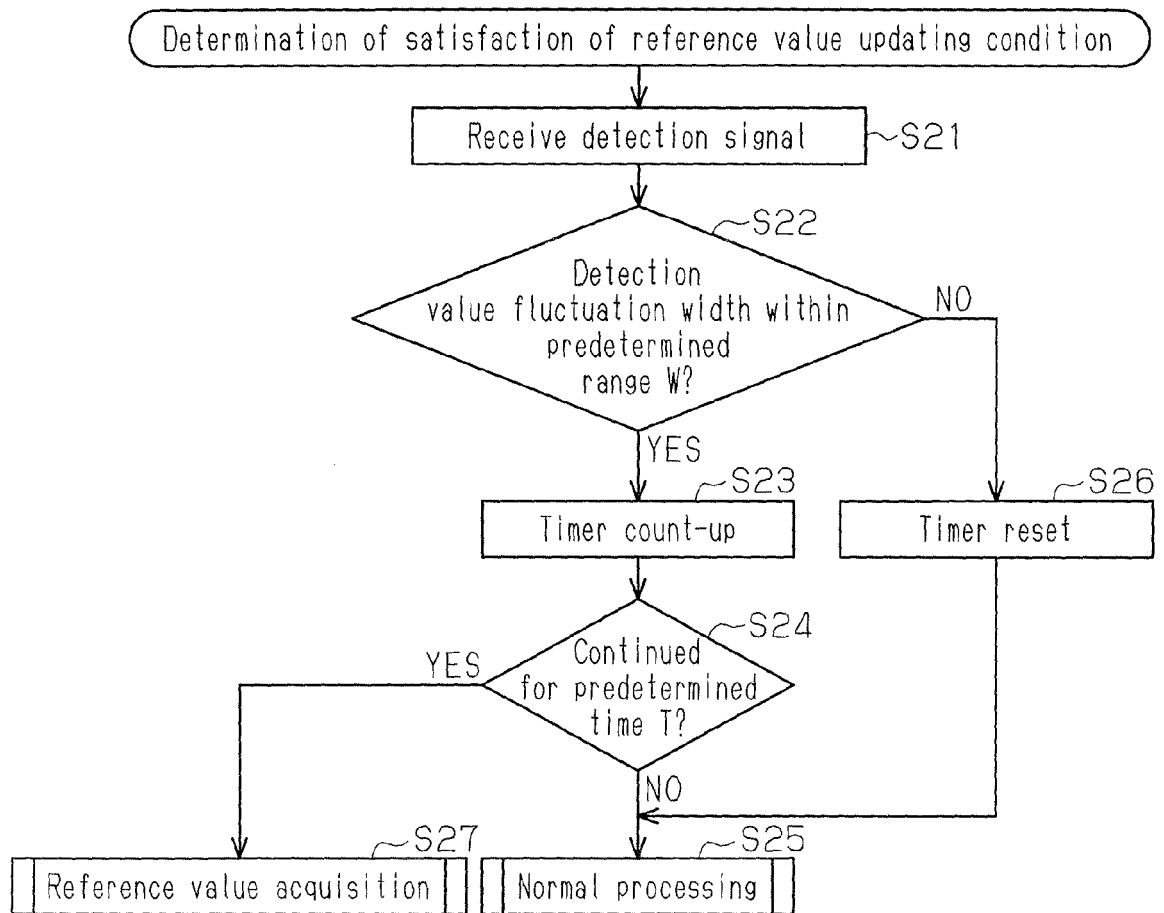 Determination of satisfaction of reference value updating condition
Receive detection signal
S21
S22
Detection
value fluctuation width within
predetermined
range W?
NO
YES
S23
S26
Timer count-up
Timer reset
S24
YES
Continued
for predetermined
time T?
NO
S27
S25
Reference value acquisition
Normal processing